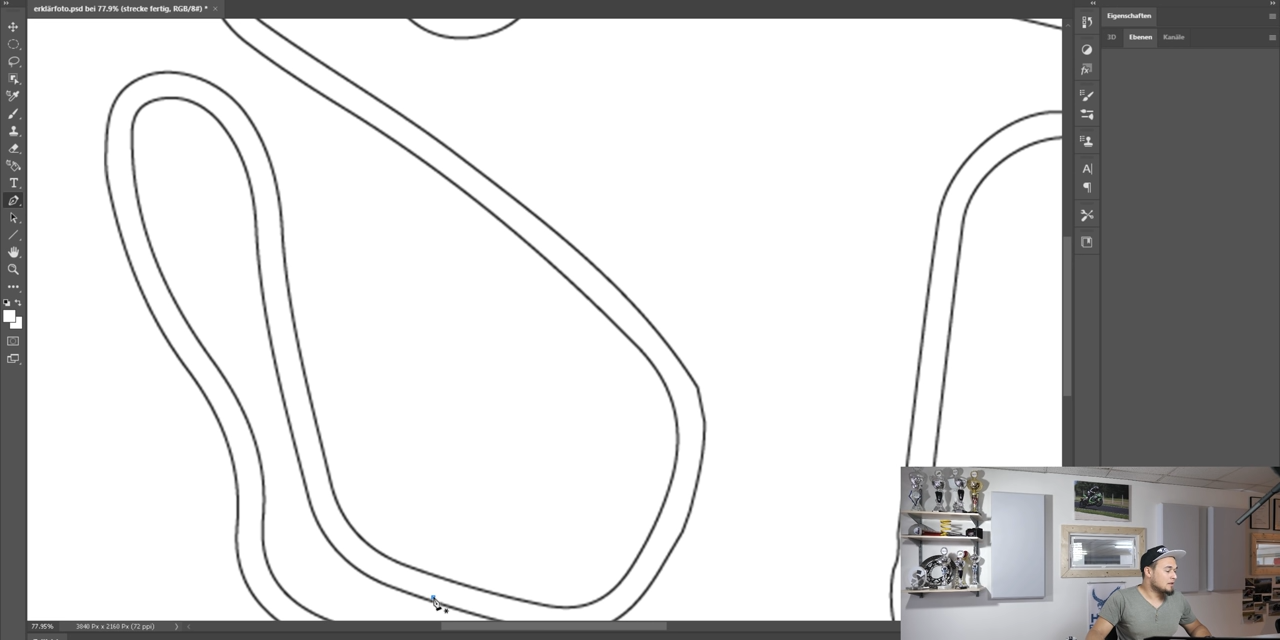 erklärfoto.psd bei 77.9% (strecke fertig, RGB/8#) *
Eigenschaften
3D Ebenen Kanäle
77.95% 3840 Px x 2160 Px (72 ppi)